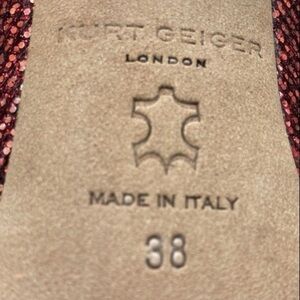 KURT GEIGER
LONDON
MADE IN ITALY
38